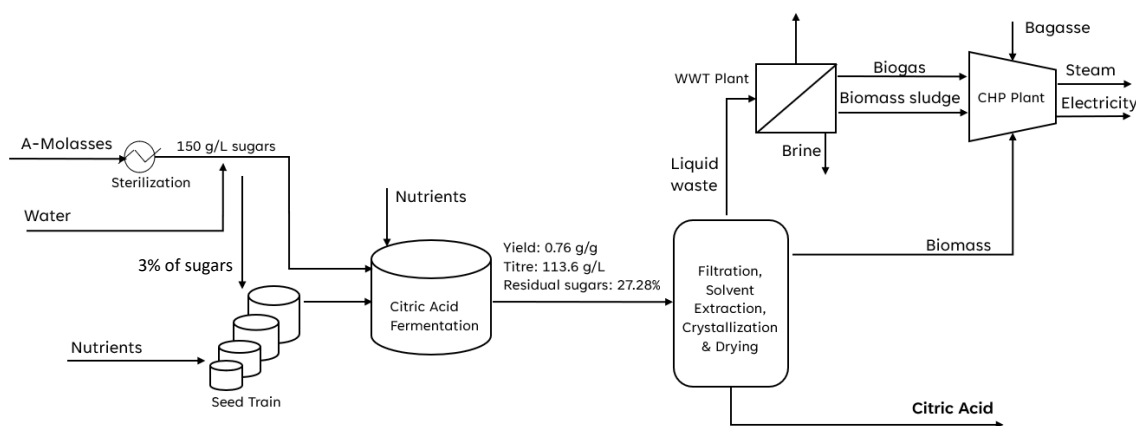 Bagasse
WWT Plant
Biogas
Biomass sludge
CHP Plant
Steam
Electricity
A-Molasses
150 g/L sugars
Sterilization
Brine
Liquid
waste
Water
Nutrients
3% of sugars
Yield: 0.76 g/g
Titre: 113.6 g/L
Residual sugars: 27.28%
Biomass
Filtration,
Solvent
Extraction,
Crystallization
& Drying
Citric Acid
Fermentation
Nutrients
Seed Train
Citric Acid